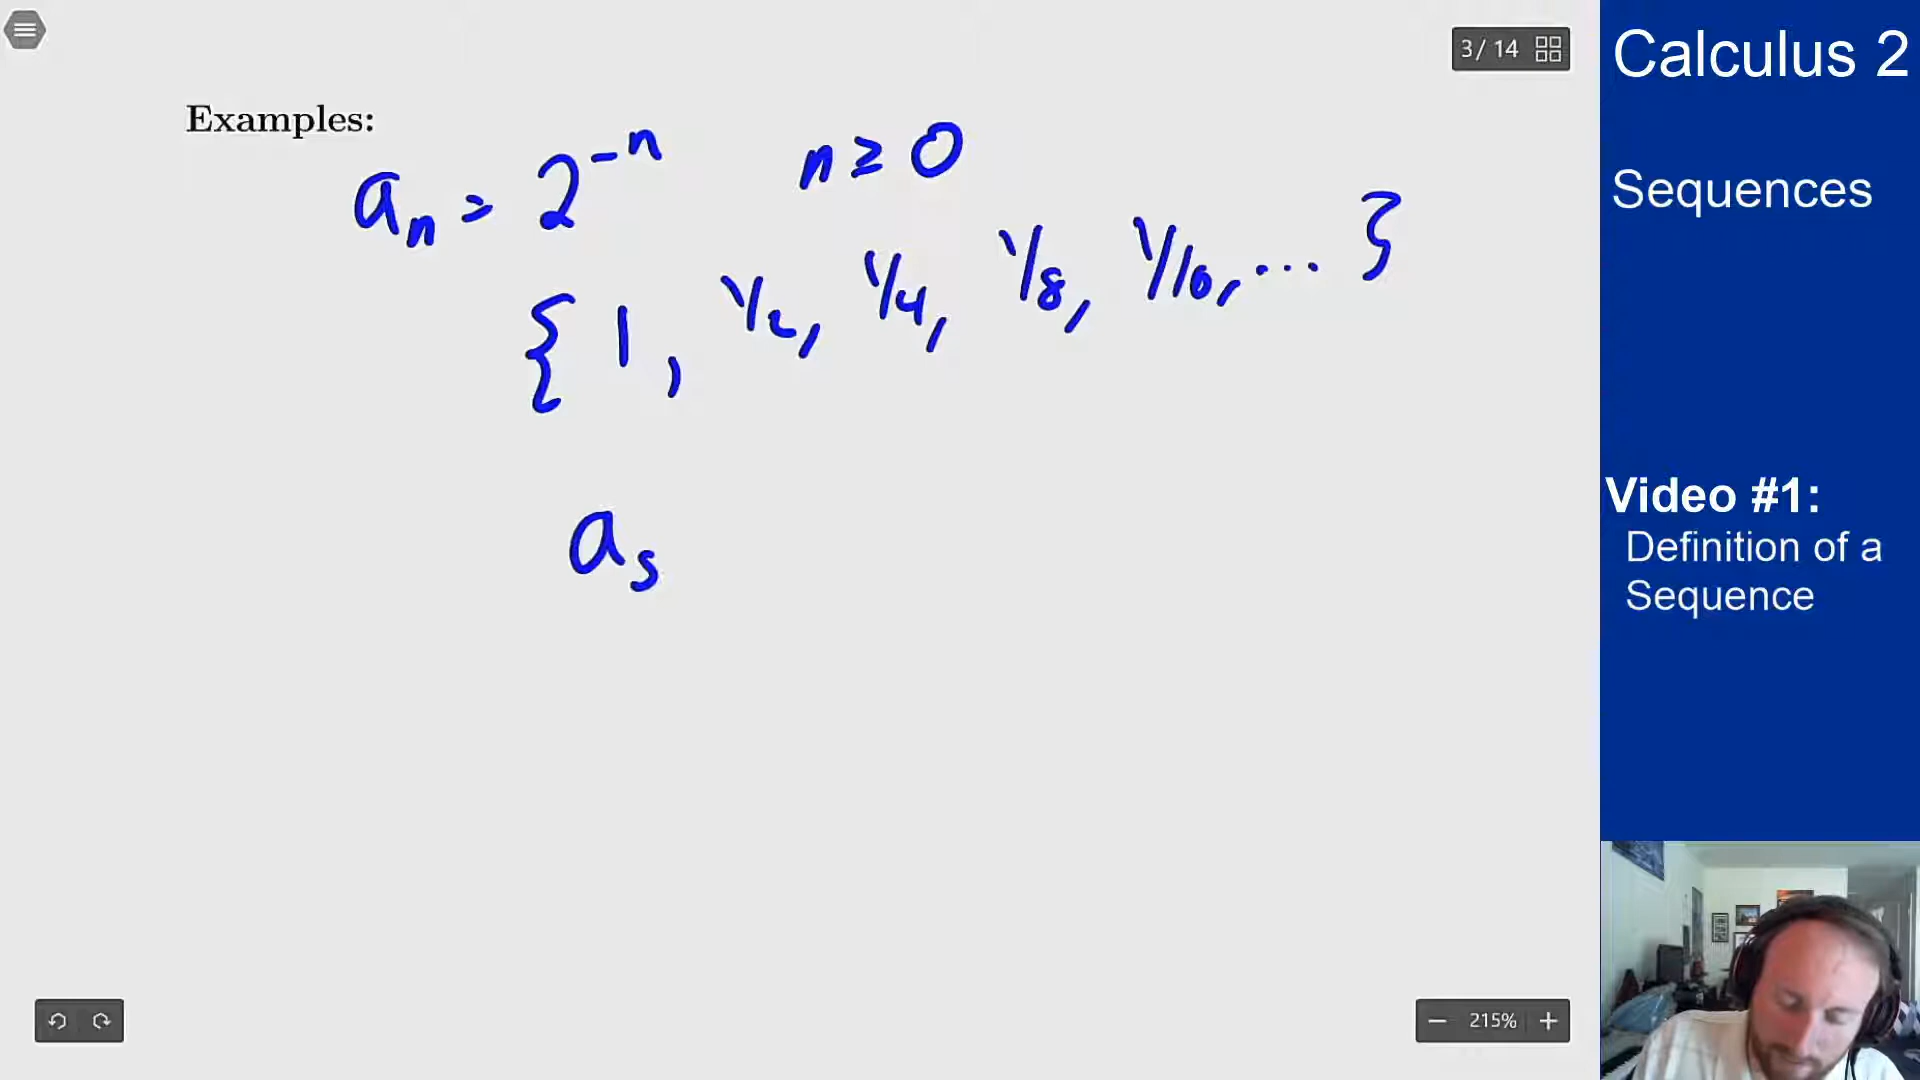 3 / 14
Examples:
aₙ = 2⁻ⁿ n ≥ 0
{ 1, 1/2, 1/4, 1/8, 1/16, ... }
a₅
215%
Calculus 2
Sequences
Video #1:
Definition of a
Sequence